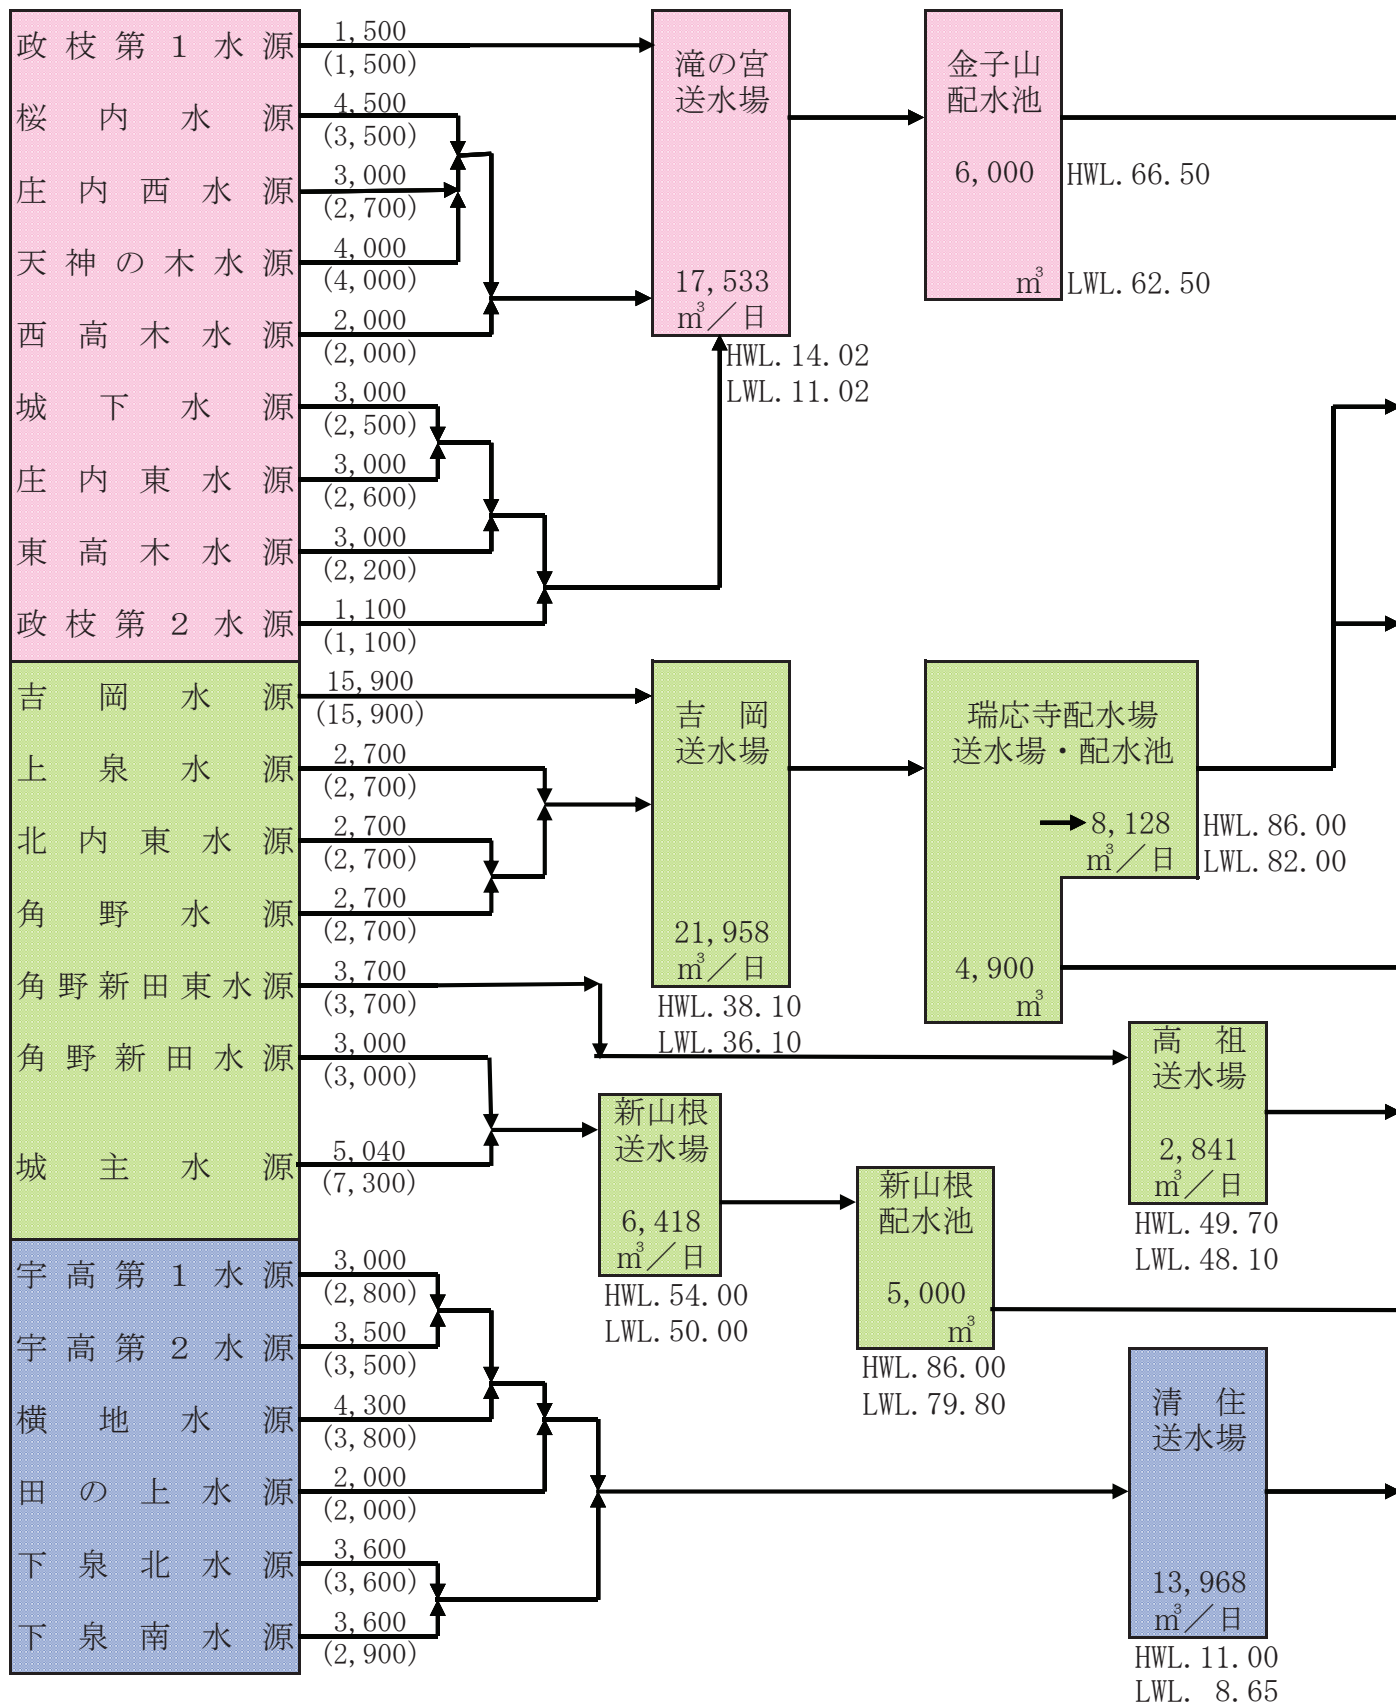 政枝第1水源
1,500
(1,500)
桜内水源
4,500
(3,500)
庄内西水源
3,000
(2,700)
天神の木水源
4,000
(4,000)
西高木水源
2,000
(2,000)
城下水源
3,000
(2,500)
庄内東水源
3,000
(2,600)
東高木水源
3,000
(2,200)
政枝第2水源
1,100
(1,100)
滝の宮
送水場
17,533
m³/日
HWL.14.02
LWL.11.02
金子山
配水池
6,000
m³
HWL.66.50
LWL.62.50
吉岡水源
15,900
(15,900)
上泉水源
2,700
(2,700)
北内東水源
2,700
(2,700)
角野水源
2,700
(2,700)
角野新田東水源
3,700
(3,700)
角野新田水源
3,000
(3,000)
城主水源
5,040
(7,300)
吉岡
送水場
21,958
m³/日
HWL.38.10
LWL.36.10
瑞応寺配水場
送水場・配水池
8,128
m³/日
HWL.86.00
LWL.82.00
4,900
m³
高祖
送水場
2,841
m³/日
HWL.49.70
LWL.48.10
新山根
送水場
6,418
m³/日
HWL.54.00
LWL.50.00
新山根
配水池
5,000
m³
HWL.86.00
LWL.79.80
宇高第1水源
3,000
(2,800)
宇高第2水源
3,500
(3,500)
横地水源
4,300
(3,800)
田の上水源
2,000
(2,000)
下泉北水源
3,600
(3,600)
下泉南水源
3,600
(2,900)
清住
送水場
13,968
m³/日
HWL.11.00
LWL. 8.65